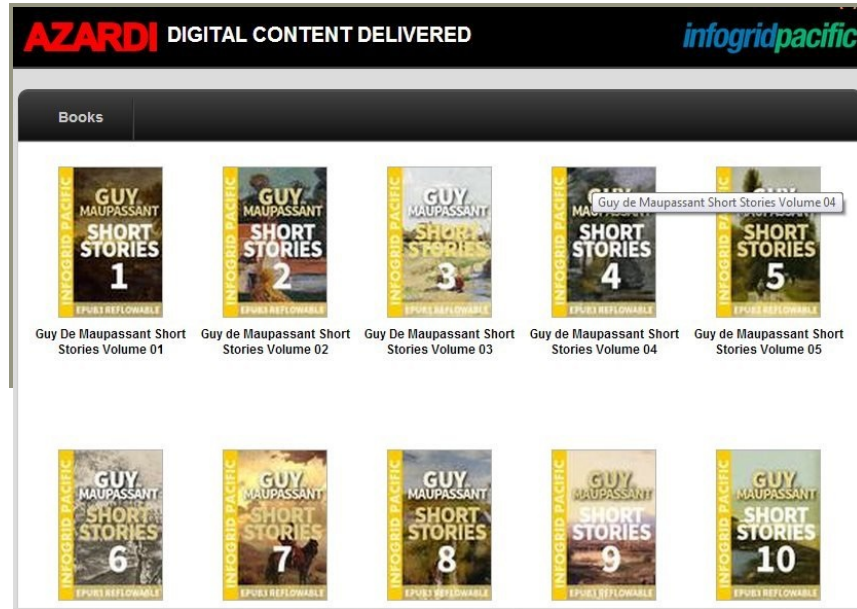 AZARDI DIGITAL CONTENT DELIVERED
infogridpacific
Books
INFOGRID PACIFIC
GUY
MAUPASSANT
SHORT
STORIES
1
EPUB3 REFLOWABLE
INFOGRID PACIFIC
GUY
MAUPASSANT
SHORT
STORIES
2
EPUB3 REFLOWABLE
INFOGRID PACIFIC
GUY
MAUPASSANT
SHORT
STORIES
3
EPUB3 REFLOWABLE
INFOGRID PACIFIC
SHORT
STORIES
4
EPUB3 REFLOWABLE
Guy de Maupassant Short Stories Volume 04
INFOGRID PACIFIC
SHORT
STORIES
5
EPUB3 REFLOWABLE
Guy De Maupassant Short
Stories Volume 01
Guy de Maupassant Short
Stories Volume 02
Guy De Maupassant Short
Stories Volume 03
Guy de Maupassant Short
Stories Volume 04
Guy de Maupassant Short
Stories Volume 05
INFOGRID PACIFIC
GUY
MAUPASSANT
SHORT
STORIES
6
EPUB3 REFLOWABLE
INFOGRID PACIFIC
GUY
MAUPASSANT
SHORT
STORIES
7
EPUB3 REFLOWABLE
INFOGRID PACIFIC
GUY
MAUPASSANT
SHORT
STORIES
8
EPUB3 REFLOWABLE
INFOGRID PACIFIC
GUY
MAUPASSANT
SHORT
STORIES
9
EPUB3 REFLOWABLE
INFOGRID PACIFIC
GUY
MAUPASSANT
SHORT
STORIES
10
EPUB3 REFLOWABLE